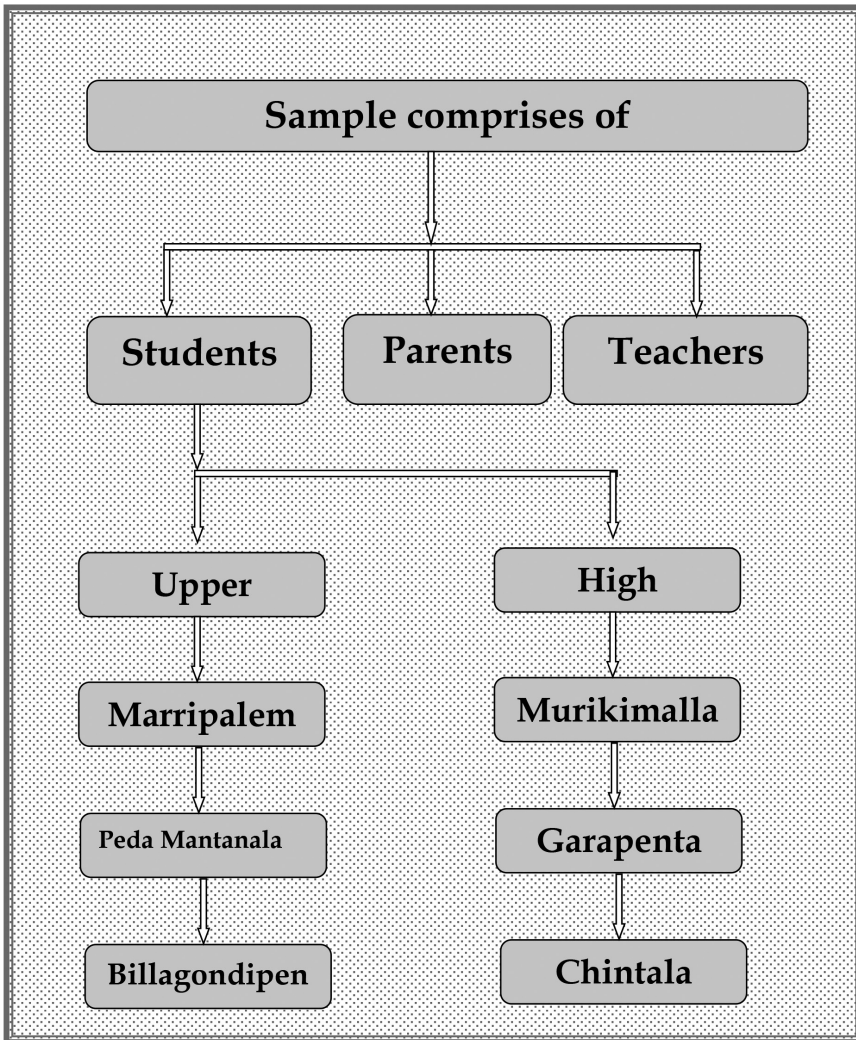 Sample comprises of
Students
Parents
Teachers
Upper
High
Marripalem
Murikimalla
Peda Mantanala
Garapenta
Billagondipen
Chintala